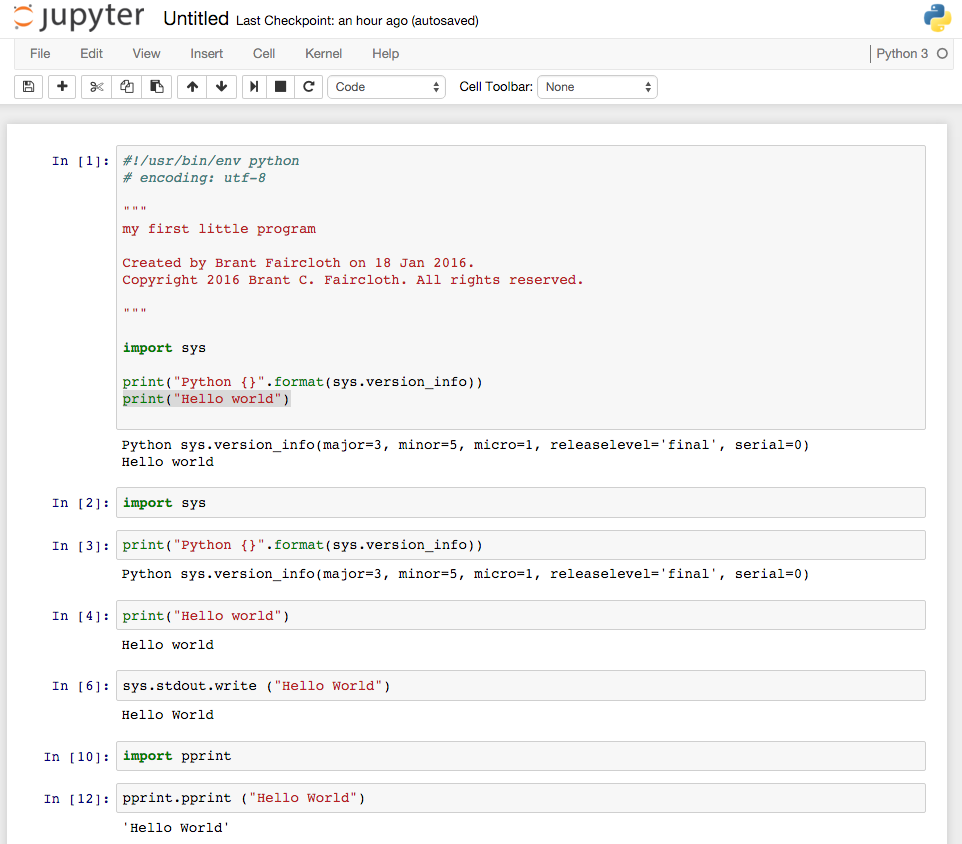 jupyter Untitled Last Checkpoint: an hour ago (autosaved)
File Edit View Insert Cell Kernel Help Python 3
Code Cell Toolbar: None
In [1]: #!/usr/bin/env python
# encoding: utf-8
"""
my first little program
Created by Brant Faircloth on 18 Jan 2016.
Copyright 2016 Brant C. Faircloth. All rights reserved.
"""
import sys
print("Python {}".format(sys.version_info))
print("Hello world")
Python sys.version_info(major=3, minor=5, micro=1, releaselevel='final', serial=0)
Hello world
In [2]: import sys
In [3]: print("Python {}".format(sys.version_info))
Python sys.version_info(major=3, minor=5, micro=1, releaselevel='final', serial=0)
In [4]: print("Hello world")
Hello world
In [6]: sys.stdout.write ("Hello World")
Hello World
In [10]: import pprint
In [12]: pprint.pprint ("Hello World")
'Hello World'